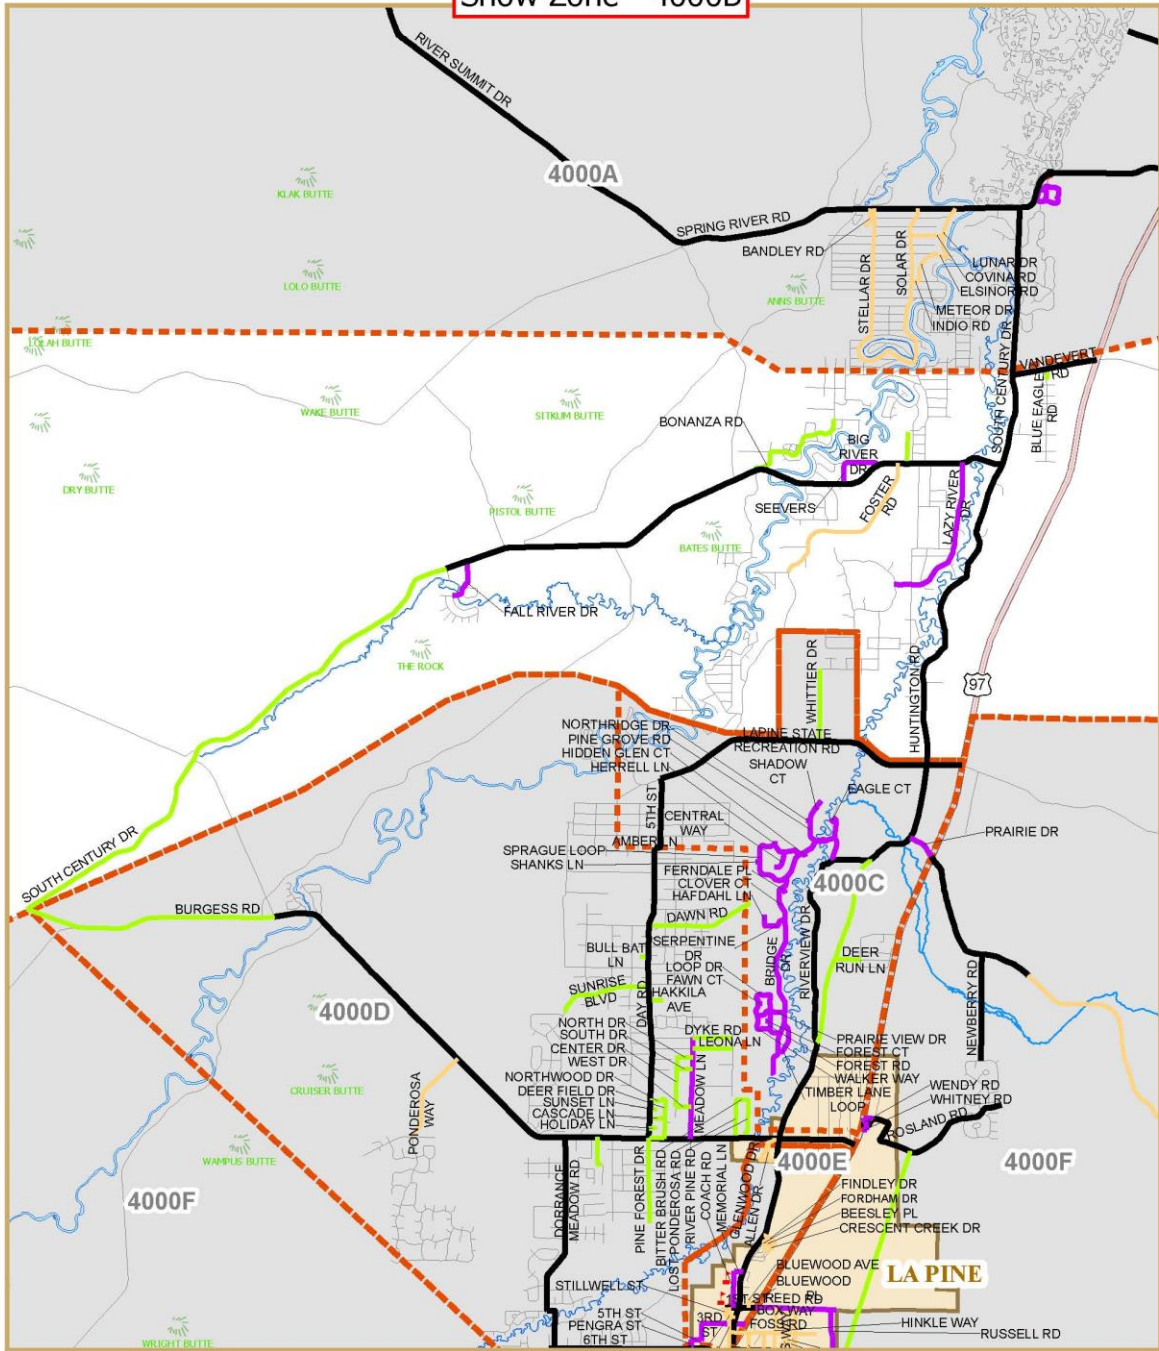 Snow Zone - 4000B
RIVER SUMMIT DR
4000A
KLAK BUTTE
SPRING RIVER RD
BANDLEY RD
STELLAR DR
SOLAR DR
LUNAR DR
COVINA RD
ELSINOR RD
LOLO BUTTE
ANNS BUTTE
METEOR DR
INDIO RD
SOUTH CENTURY DR
LOLAH BUTTE
VANDEVERT
RD
BLUE EAGLE
RD
WAKE BUTTE
SITKUM BUTTE
BONANZA RD
BIG
RIVER
DR
DRY BUTTE
PISTOL BUTTE
SEEVERS
FOSTER
RD
LAZY RIVER
DR
BATES BUTTE
FALL RIVER DR
THE ROCK
WHITTIER DR
HUNTINGTON RD
97
NORTHRIDGE DR
PINE GROVE RD
HIDDEN GLEN CT
HERRELL LN
LAPINE STATE
RECREATION RD
SHADOW
CT
EAGLE CT
5TH ST
CENTRAL
WAY
AMBER LN
PRAIRIE DR
SOUTH CENTURY DR
SPRAGUE LOOP
SHANKS LN
FERNDALE PL
CLOVER CT
HAFDAHL LN
4000C
BURGESS RD
DAWN RD
BULL BAT
LN
SERPENTINE
DR
BRIDGE
DR
RIVERVIEW DR
DEER
RUN LN
LOOP DR
FAWN CT
SUNRISE
BLVD
DAY RD
HAKKILA
AVE
NEWBERRY RD
4000D
NORTH DR
SOUTH DR
CENTER DR
WEST DR
DYKE RD
LEONA LN
PRAIRIE VIEW DR
FOREST CT
FOREST RD
WALKER WAY
TIMBER LANE
LOOP
CRUISER BUTTE
PONDEROSA
WAY
NORTHWOOD DR
DEER FIELD DR
SUNSET LN
CASCADE LN
HOLIDAY LN
MEADOW LN
WENDY RD
WHITNEY RD
ROSLAND RD
WAMPUS BUTTE
4000F
4000E
4000F
DORRANCE
MEADOW RD
PINE FOREST DR
BITTER BRUSH RD
LOST PONDEROSA RD
RIVER PINE RD
COACH RD
MEMORIAL LN
GLENWOOD DR
ALLEN DR
FINDLEY DR
FORDHAM DR
BEESLEY PL
CRESCENT CREEK DR
BLUEWOOD AVE
BLUEWOOD
PL
LA PINE
STILLWELL ST
1ST ST
REED RD
BOX WAY
FOSS RD
5TH ST
PENGRA ST
6TH ST
3RD
ST
HINKLE WAY
RUSSELL RD
WRIGHT BUTTE